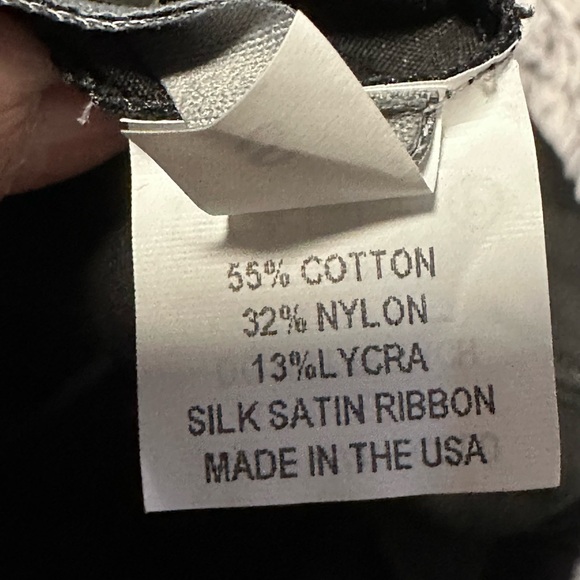 55% COTTON
32% NYLON
13%LYCRA
SILK SATIN RIBBON
MADE IN THE USA